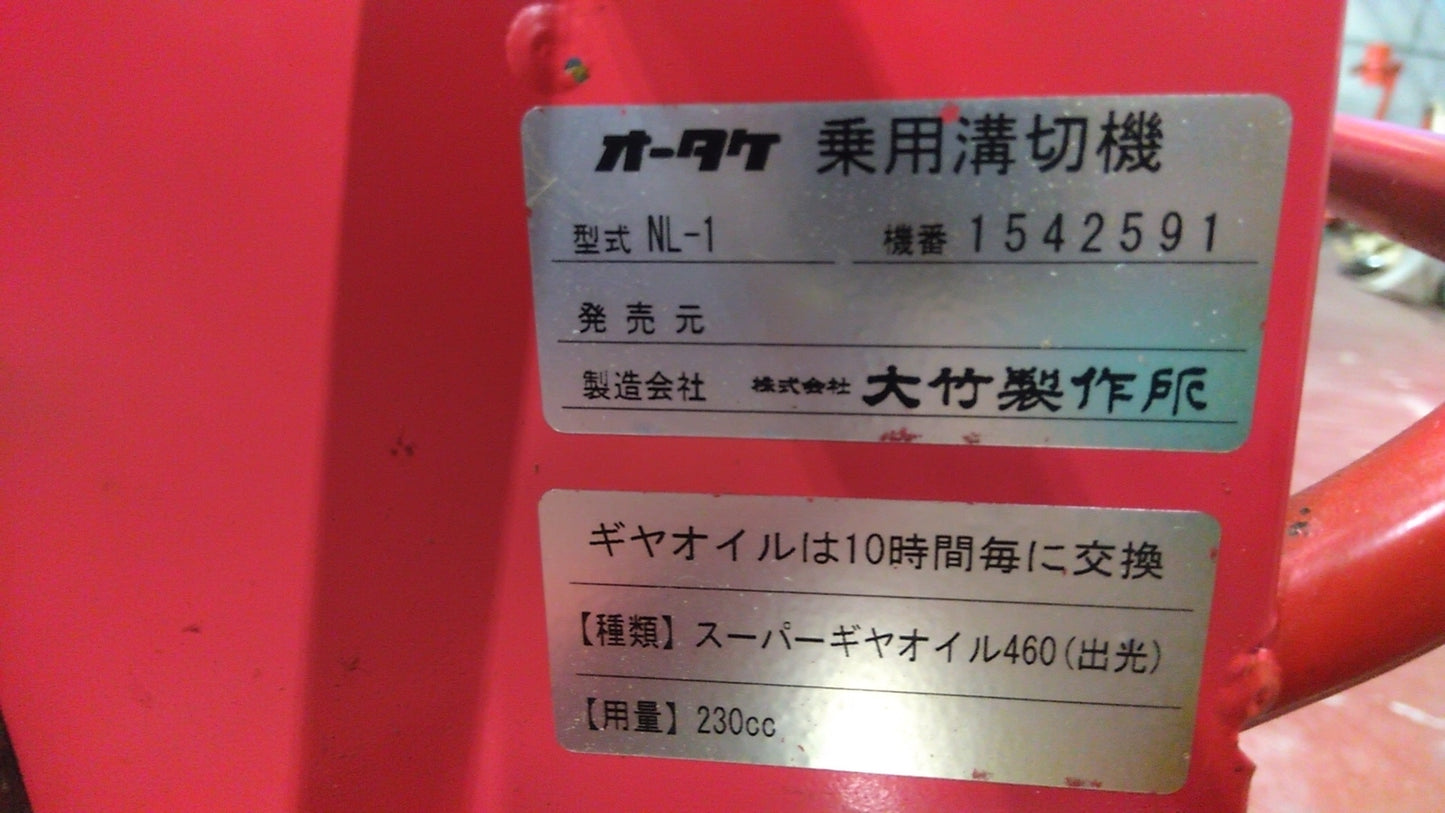 オータケ 乗用溝切機
型式 NL-1 機番 1542591
発売元
製造会社 株式会社 大竹製作所
ギヤオイルは10時間毎に交換
【種類】スーパーギヤオイル460(出光)
【用量】230cc